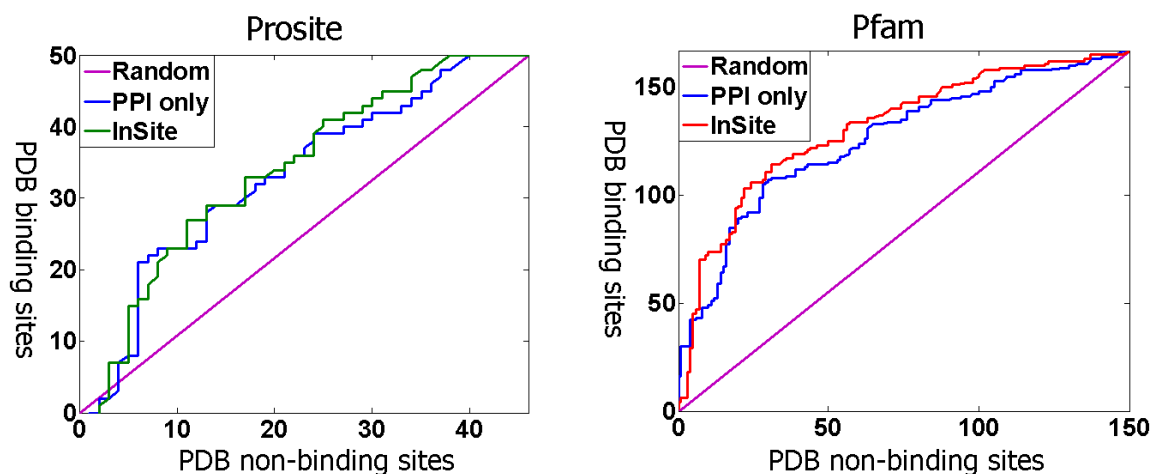 Prosite
50
40
30
20
10
0
PDB binding sites
Random
PPI only
InSite
0 10 20 30 40
PDB non-binding sites
Pfam
150
100
50
0
PDB binding sites
Random
PPI only
InSite
0 50 100 150
PDB non-binding sites